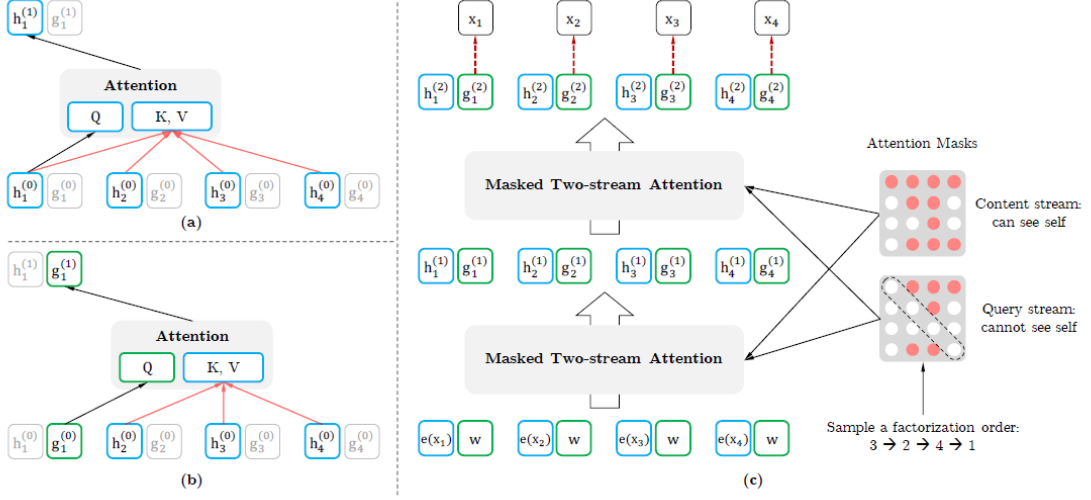 h₁⁽¹⁾ g₁⁽¹⁾
Attention
Q K, V
h₁⁽⁰⁾ g₁⁽⁰⁾ h₂⁽⁰⁾ g₂⁽⁰⁾ h₃⁽⁰⁾ g₃⁽⁰⁾ h₄⁽⁰⁾ g₄⁽⁰⁾
(a)
h₁⁽¹⁾ g₁⁽¹⁾
Attention
Q K, V
h₁⁽⁰⁾ g₁⁽⁰⁾ h₂⁽⁰⁾ g₂⁽⁰⁾ h₃⁽⁰⁾ g₃⁽⁰⁾ h₄⁽⁰⁾ g₄⁽⁰⁾
(b)
x₁ x₂ x₃ x₄
h₁⁽²⁾ g₁⁽²⁾ h₂⁽²⁾ g₂⁽²⁾ h₃⁽²⁾ g₃⁽²⁾ h₄⁽²⁾ g₄⁽²⁾
Masked Two-stream Attention
h₁⁽¹⁾ g₁⁽¹⁾ h₂⁽¹⁾ g₂⁽¹⁾ h₃⁽¹⁾ g₃⁽¹⁾ h₄⁽¹⁾ g₄⁽¹⁾
Masked Two-stream Attention
e(x₁) w e(x₂) w e(x₃) w e(x₄) w
(c)
Attention Masks
Content stream:
can see self
Query stream:
cannot see self
Sample a factorization order:
3 → 2 → 4 → 1